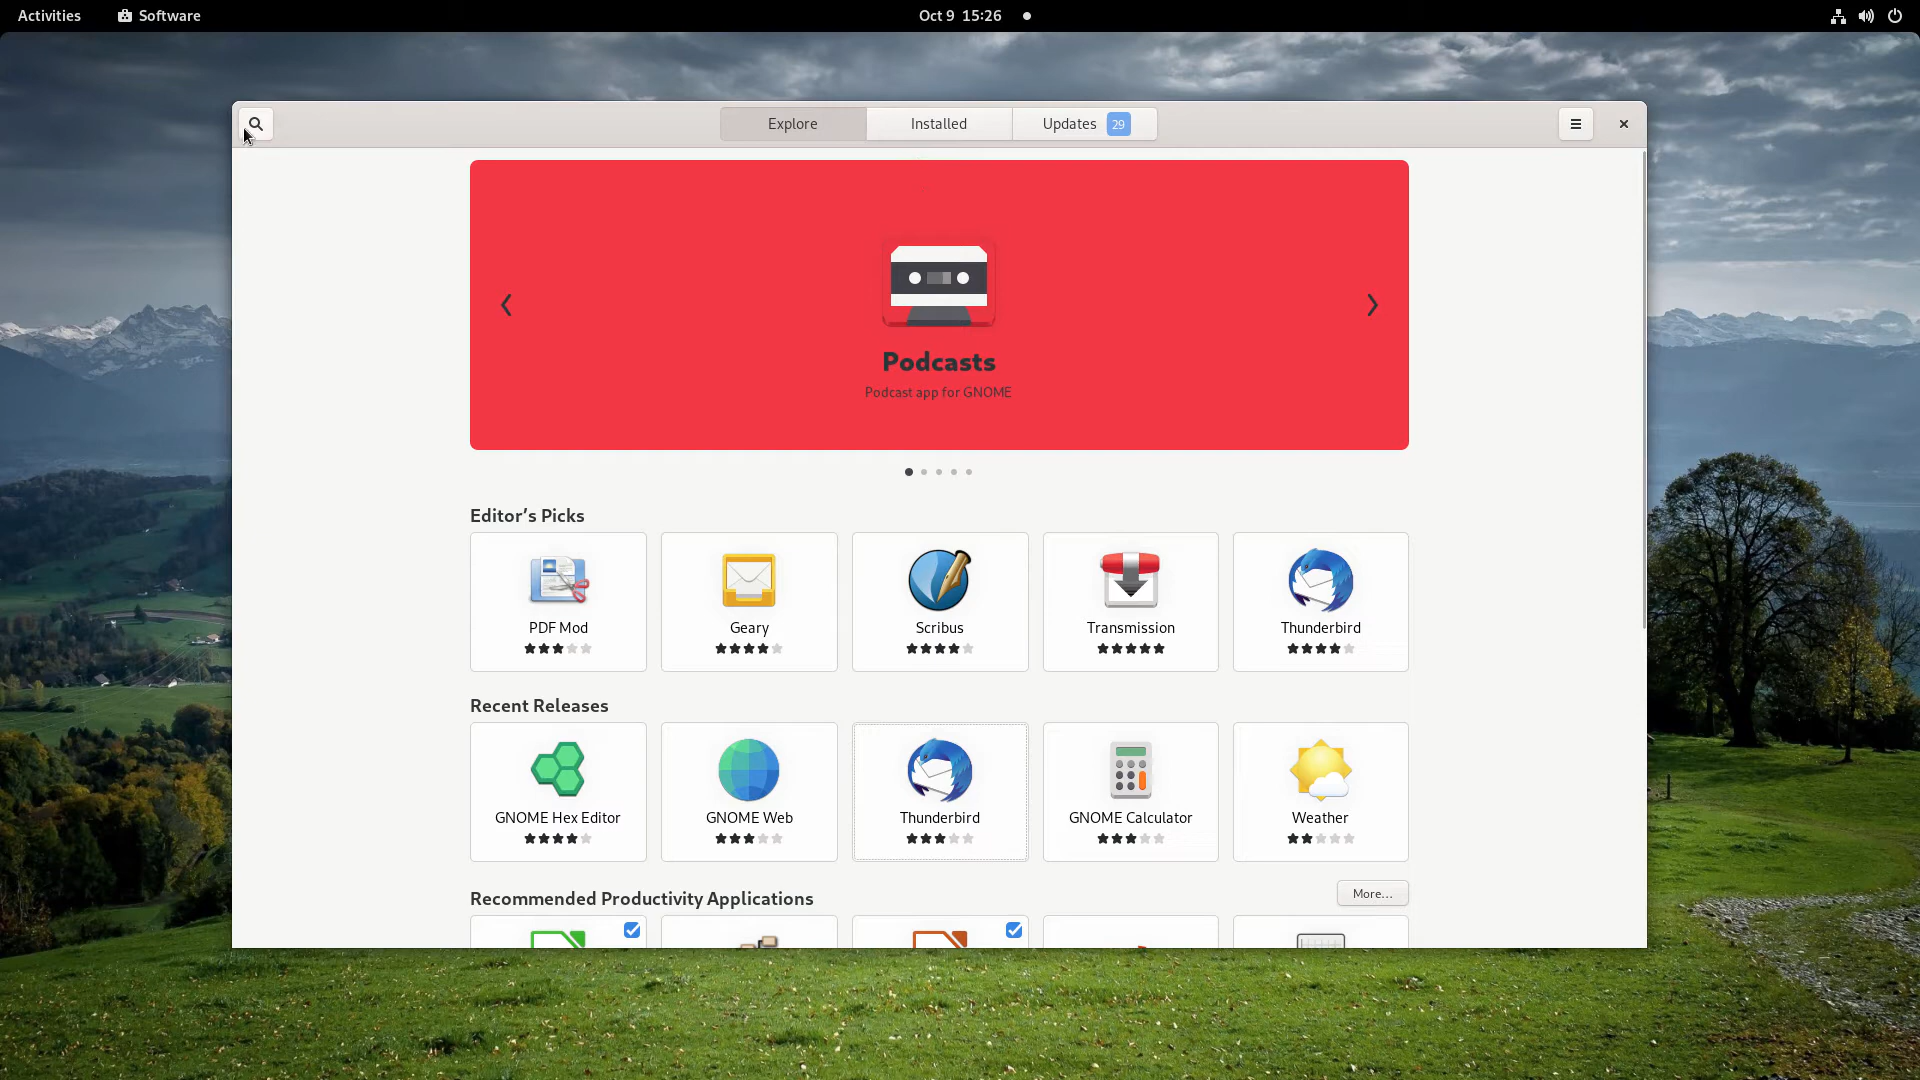 Activities Software Oct 9 15:26
Explore Installed Updates 29
Podcasts
Podcast app for GNOME
Editor’s Picks
PDF Mod Geary Scribus Transmission Thunderbird
Recent Releases
GNOME Hex Editor GNOME Web Thunderbird GNOME Calculator Weather
Recommended Productivity Applications More…